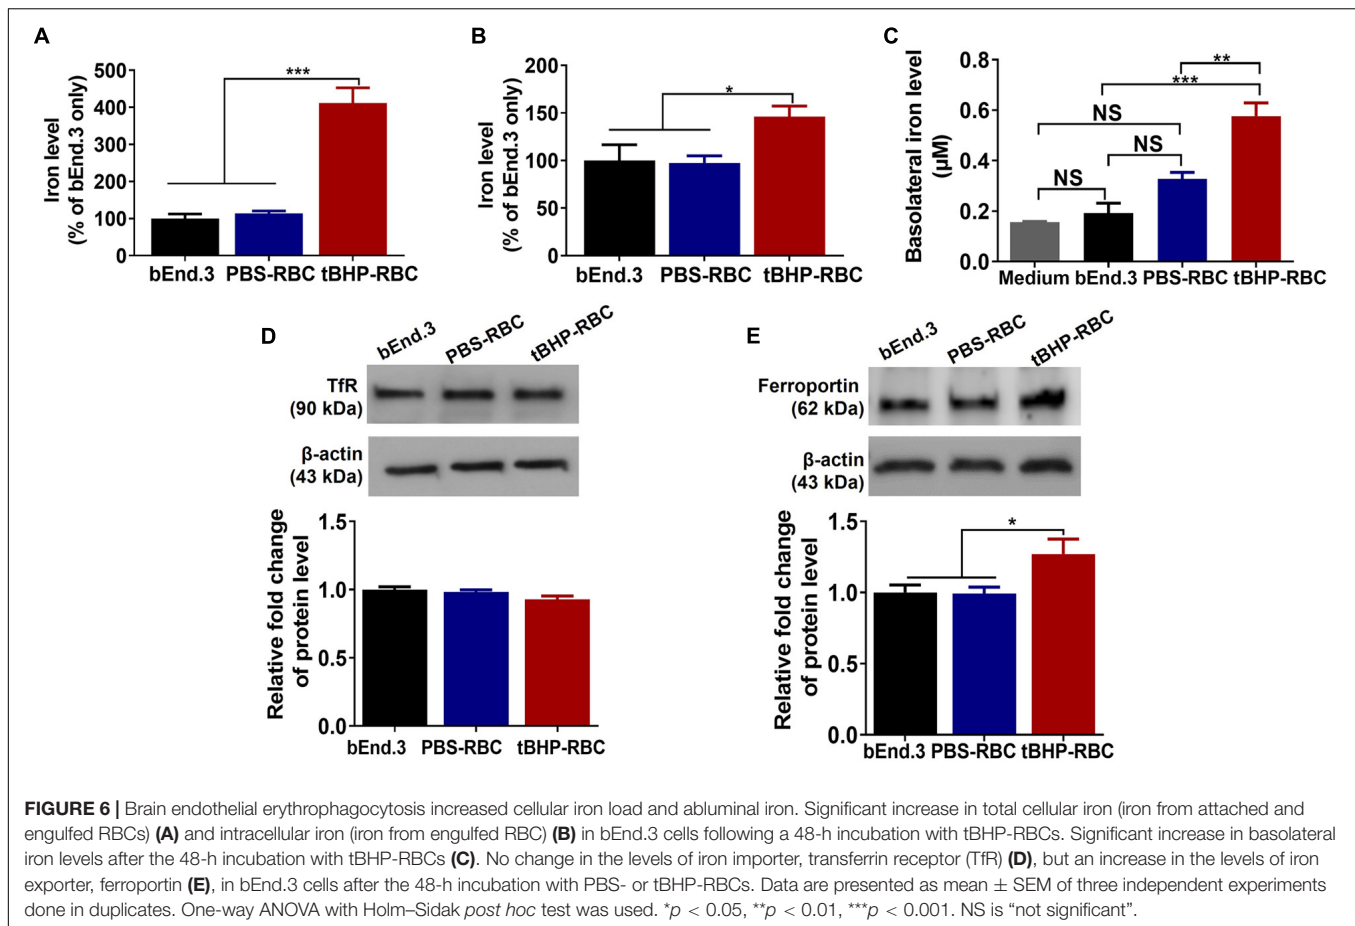 A
Iron level
(% of bEnd.3 only)
500
400
300
200
100
0
***
bEnd.3 PBS-RBC tBHP-RBC
B
Iron level
(% of bEnd.3 only)
200
150
100
50
0
*
bEnd.3 PBS-RBC tBHP-RBC
C
Basolateral iron level
(µM)
0.8
0.6
0.4
0.2
0.0
**
***
NS
NS
NS
Medium bEnd.3 PBS-RBC tBHP-RBC
D
bEnd.3 PBS-RBC tBHP-RBC
TfR
(90 kDa)
β-actin
(43 kDa)
Relative fold change
of protein level
1.5
1.0
0.5
0.0
bEnd.3 PBS-RBC tBHP-RBC
E
bEnd.3 PBS-RBC tBHP-RBC
Ferroportin
(62 kDa)
β-actin
(43 kDa)
Relative fold change
of protein level
1.5
1.0
0.5
0.0
*
bEnd.3 PBS-RBC tBHP-RBC
FIGURE 6 | Brain endothelial erythrophagocytosis increased cellular iron load and abluminal iron. Significant increase in total cellular iron (iron from attached and
engulfed RBCs) (A) and intracellular iron (iron from engulfed RBC) (B) in bEnd.3 cells following a 48-h incubation with tBHP-RBCs. Significant increase in basolateral
iron levels after the 48-h incubation with tBHP-RBCs (C). No change in the levels of iron importer, transferrin receptor (TfR) (D), but an increase in the levels of iron
exporter, ferroportin (E), in bEnd.3 cells after the 48-h incubation with PBS- or tBHP-RBCs. Data are presented as mean ± SEM of three independent experiments
done in duplicates. One-way ANOVA with Holm–Sidak post hoc test was used. *p < 0.05, **p < 0.01, ***p < 0.001. NS is “not significant”.